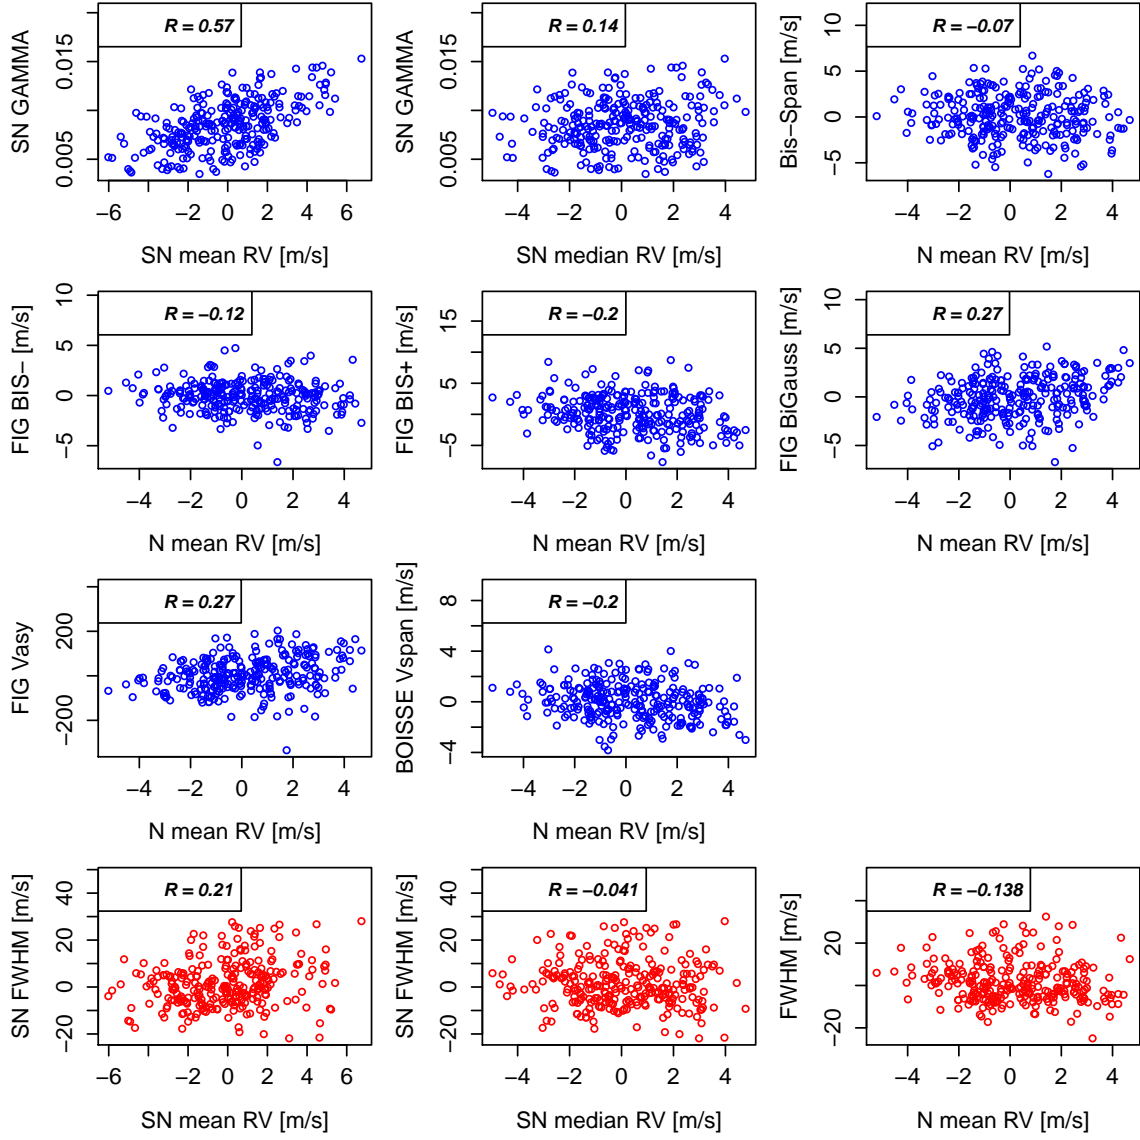 R = 0.57
SN GAMMA
0.005 0.015
−6 −4 −2 0 2 4 6
SN mean RV [m/s]
R = 0.14
SN GAMMA
0.005 0.015
−4 −2 0 2 4
SN median RV [m/s]
R = −0.07
Bis−Span [m/s]
−5 0 5 10
−4 −2 0 2 4
N mean RV [m/s]
R = −0.12
FIG BIS− [m/s]
−5 0 5 10
−4 −2 0 2 4
N mean RV [m/s]
R = −0.2
FIG BIS+ [m/s]
−5 5 15
−4 −2 0 2 4
N mean RV [m/s]
R = 0.27
FIG BiGauss [m/s]
−5 0 5 10
−4 −2 0 2 4
N mean RV [m/s]
R = 0.27
FIG Vasy
−200 200
−4 −2 0 2 4
N mean RV [m/s]
R = −0.2
BOISSE Vspan [m/s]
−4 0 4 8
−4 −2 0 2 4
N mean RV [m/s]
R = 0.21
SN FWHM [m/s]
−20 0 20 40
−6 −4 −2 0 2 4 6
SN mean RV [m/s]
R = −0.041
SN FWHM [m/s]
−20 0 20 40
−4 −2 0 2 4
SN median RV [m/s]
R = −0.138
FWHM [m/s]
−20 20
−4 −2 0 2 4
N mean RV [m/s]